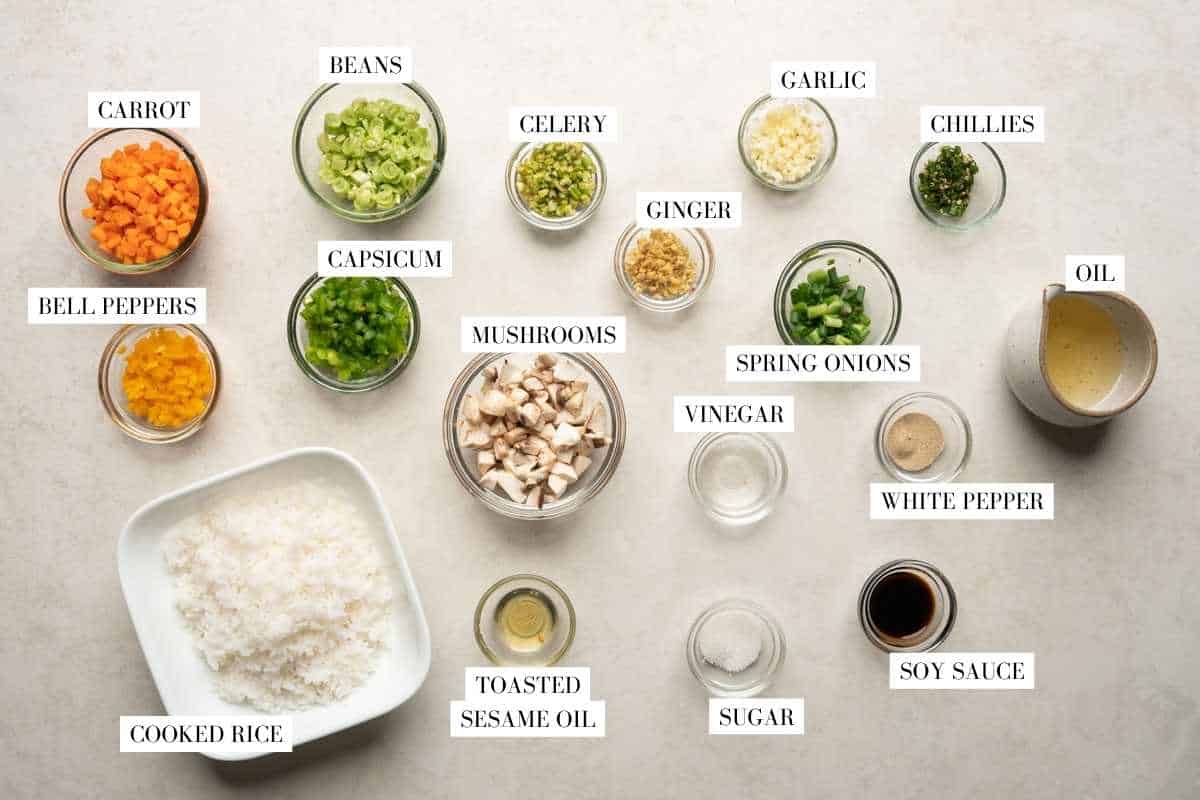 BEANS
GARLIC
CARROT
CELERY
CHILLIES
GINGER
CAPSICUM
OIL
BELL PEPPERS
MUSHROOMS
SPRING ONIONS
VINEGAR
WHITE PEPPER
SOY SAUCE
TOASTED
SESAME OIL
SUGAR
COOKED RICE